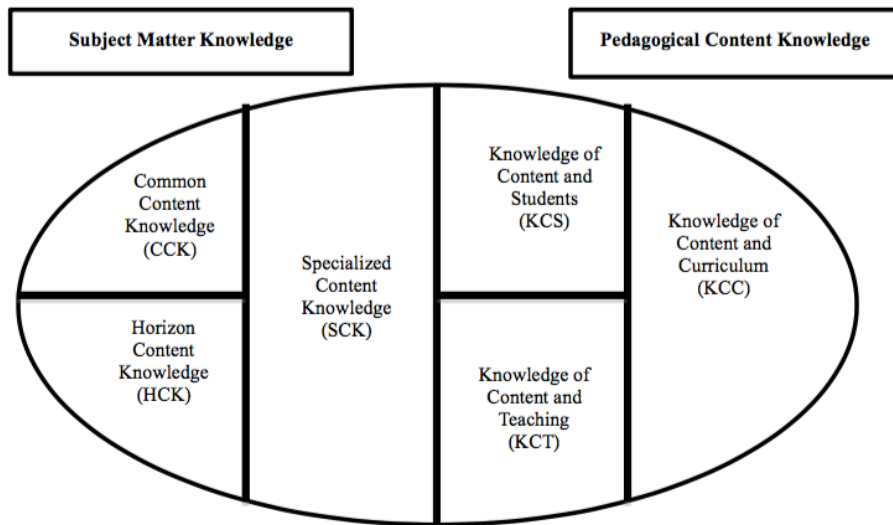 Subject Matter Knowledge
Pedagogical Content Knowledge
Common
Content
Knowledge
(CCK)
Horizon
Content
Knowledge
(HCK)
Specialized
Content
Knowledge
(SCK)
Knowledge of
Content and
Students
(KCS)
Knowledge of
Content and
Teaching
(KCT)
Knowledge of
Content and
Curriculum
(KCC)